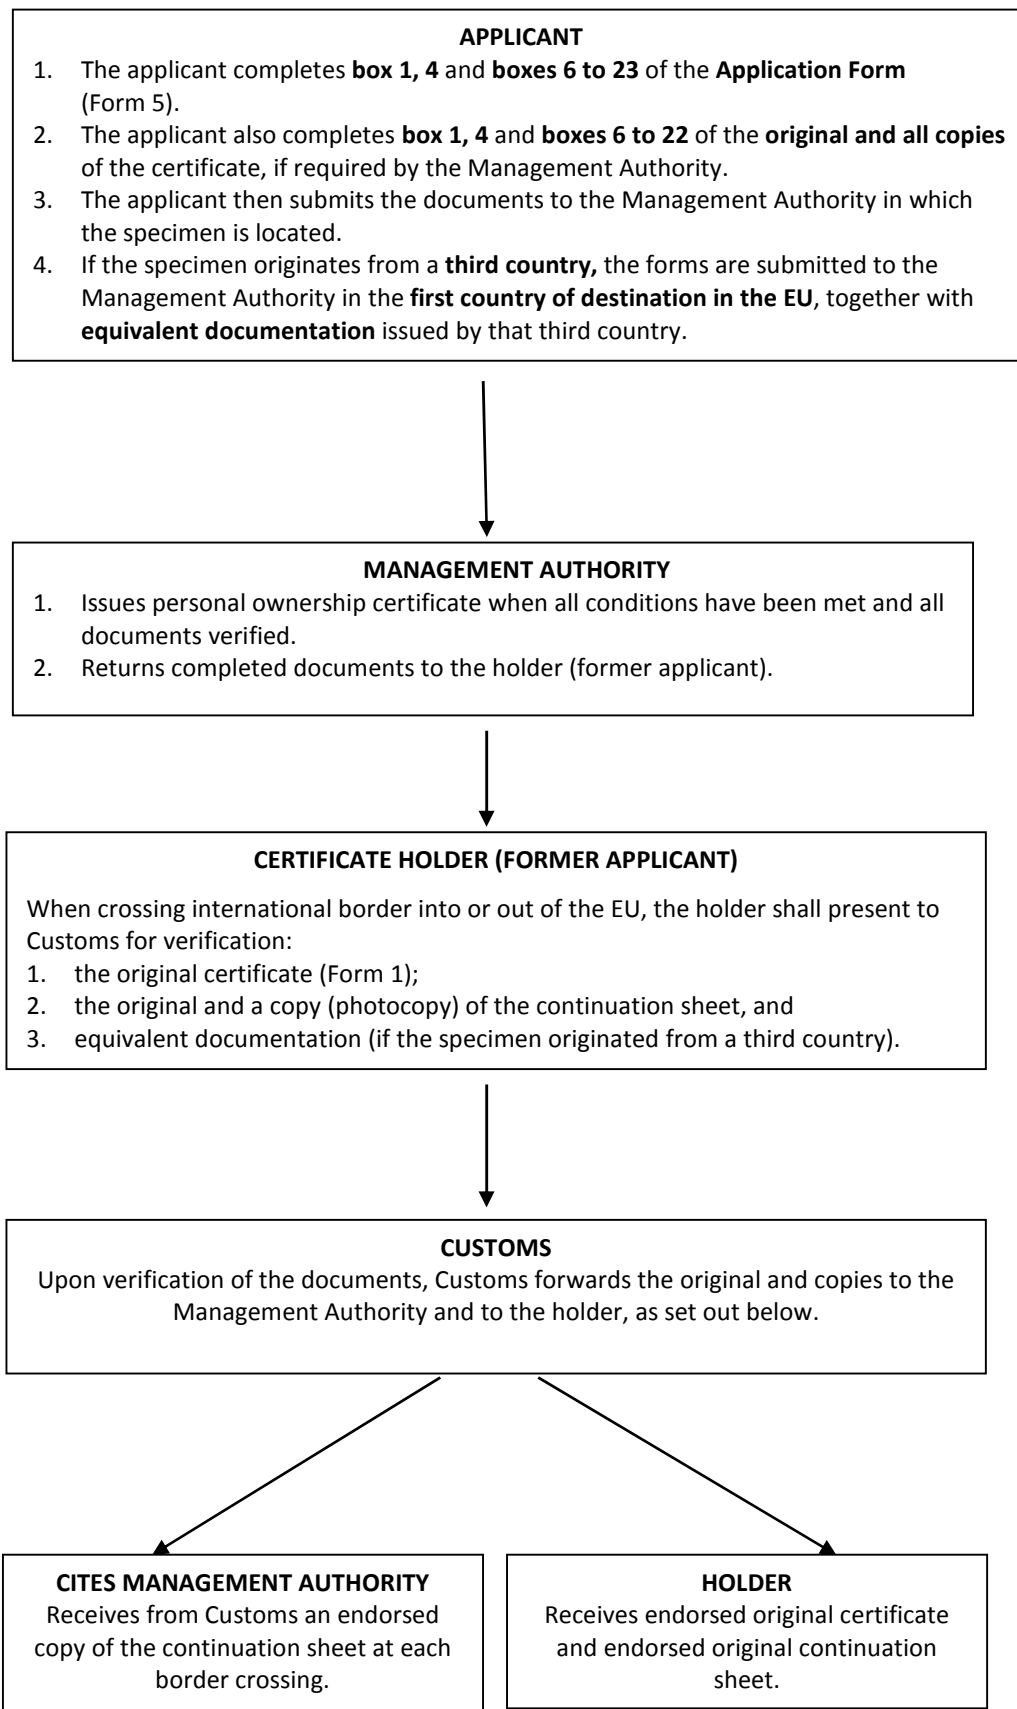 APPLICANT
1. The applicant completes box 1, 4 and boxes 6 to 23 of the Application Form
(Form 5).
2. The applicant also completes box 1, 4 and boxes 6 to 22 of the original and all copies
of the certificate, if required by the Management Authority.
3. The applicant then submits the documents to the Management Authority in which
the specimen is located.
4. If the specimen originates from a third country, the forms are submitted to the
Management Authority in the first country of destination in the EU, together with
equivalent documentation issued by that third country.
MANAGEMENT AUTHORITY
1. Issues personal ownership certificate when all conditions have been met and all
documents verified.
2. Returns completed documents to the holder (former applicant).
CERTIFICATE HOLDER (FORMER APPLICANT)
When crossing international border into or out of the EU, the holder shall present to
Customs for verification:
1. the original certificate (Form 1);
2. the original and a copy (photocopy) of the continuation sheet, and
3. equivalent documentation (if the specimen originated from a third country).
CUSTOMS
Upon verification of the documents, Customs forwards the original and copies to the
Management Authority and to the holder, as set out below.
CITES MANAGEMENT AUTHORITY
Receives from Customs an endorsed
copy of the continuation sheet at each
border crossing.
HOLDER
Receives endorsed original certificate
and endorsed original continuation
sheet.